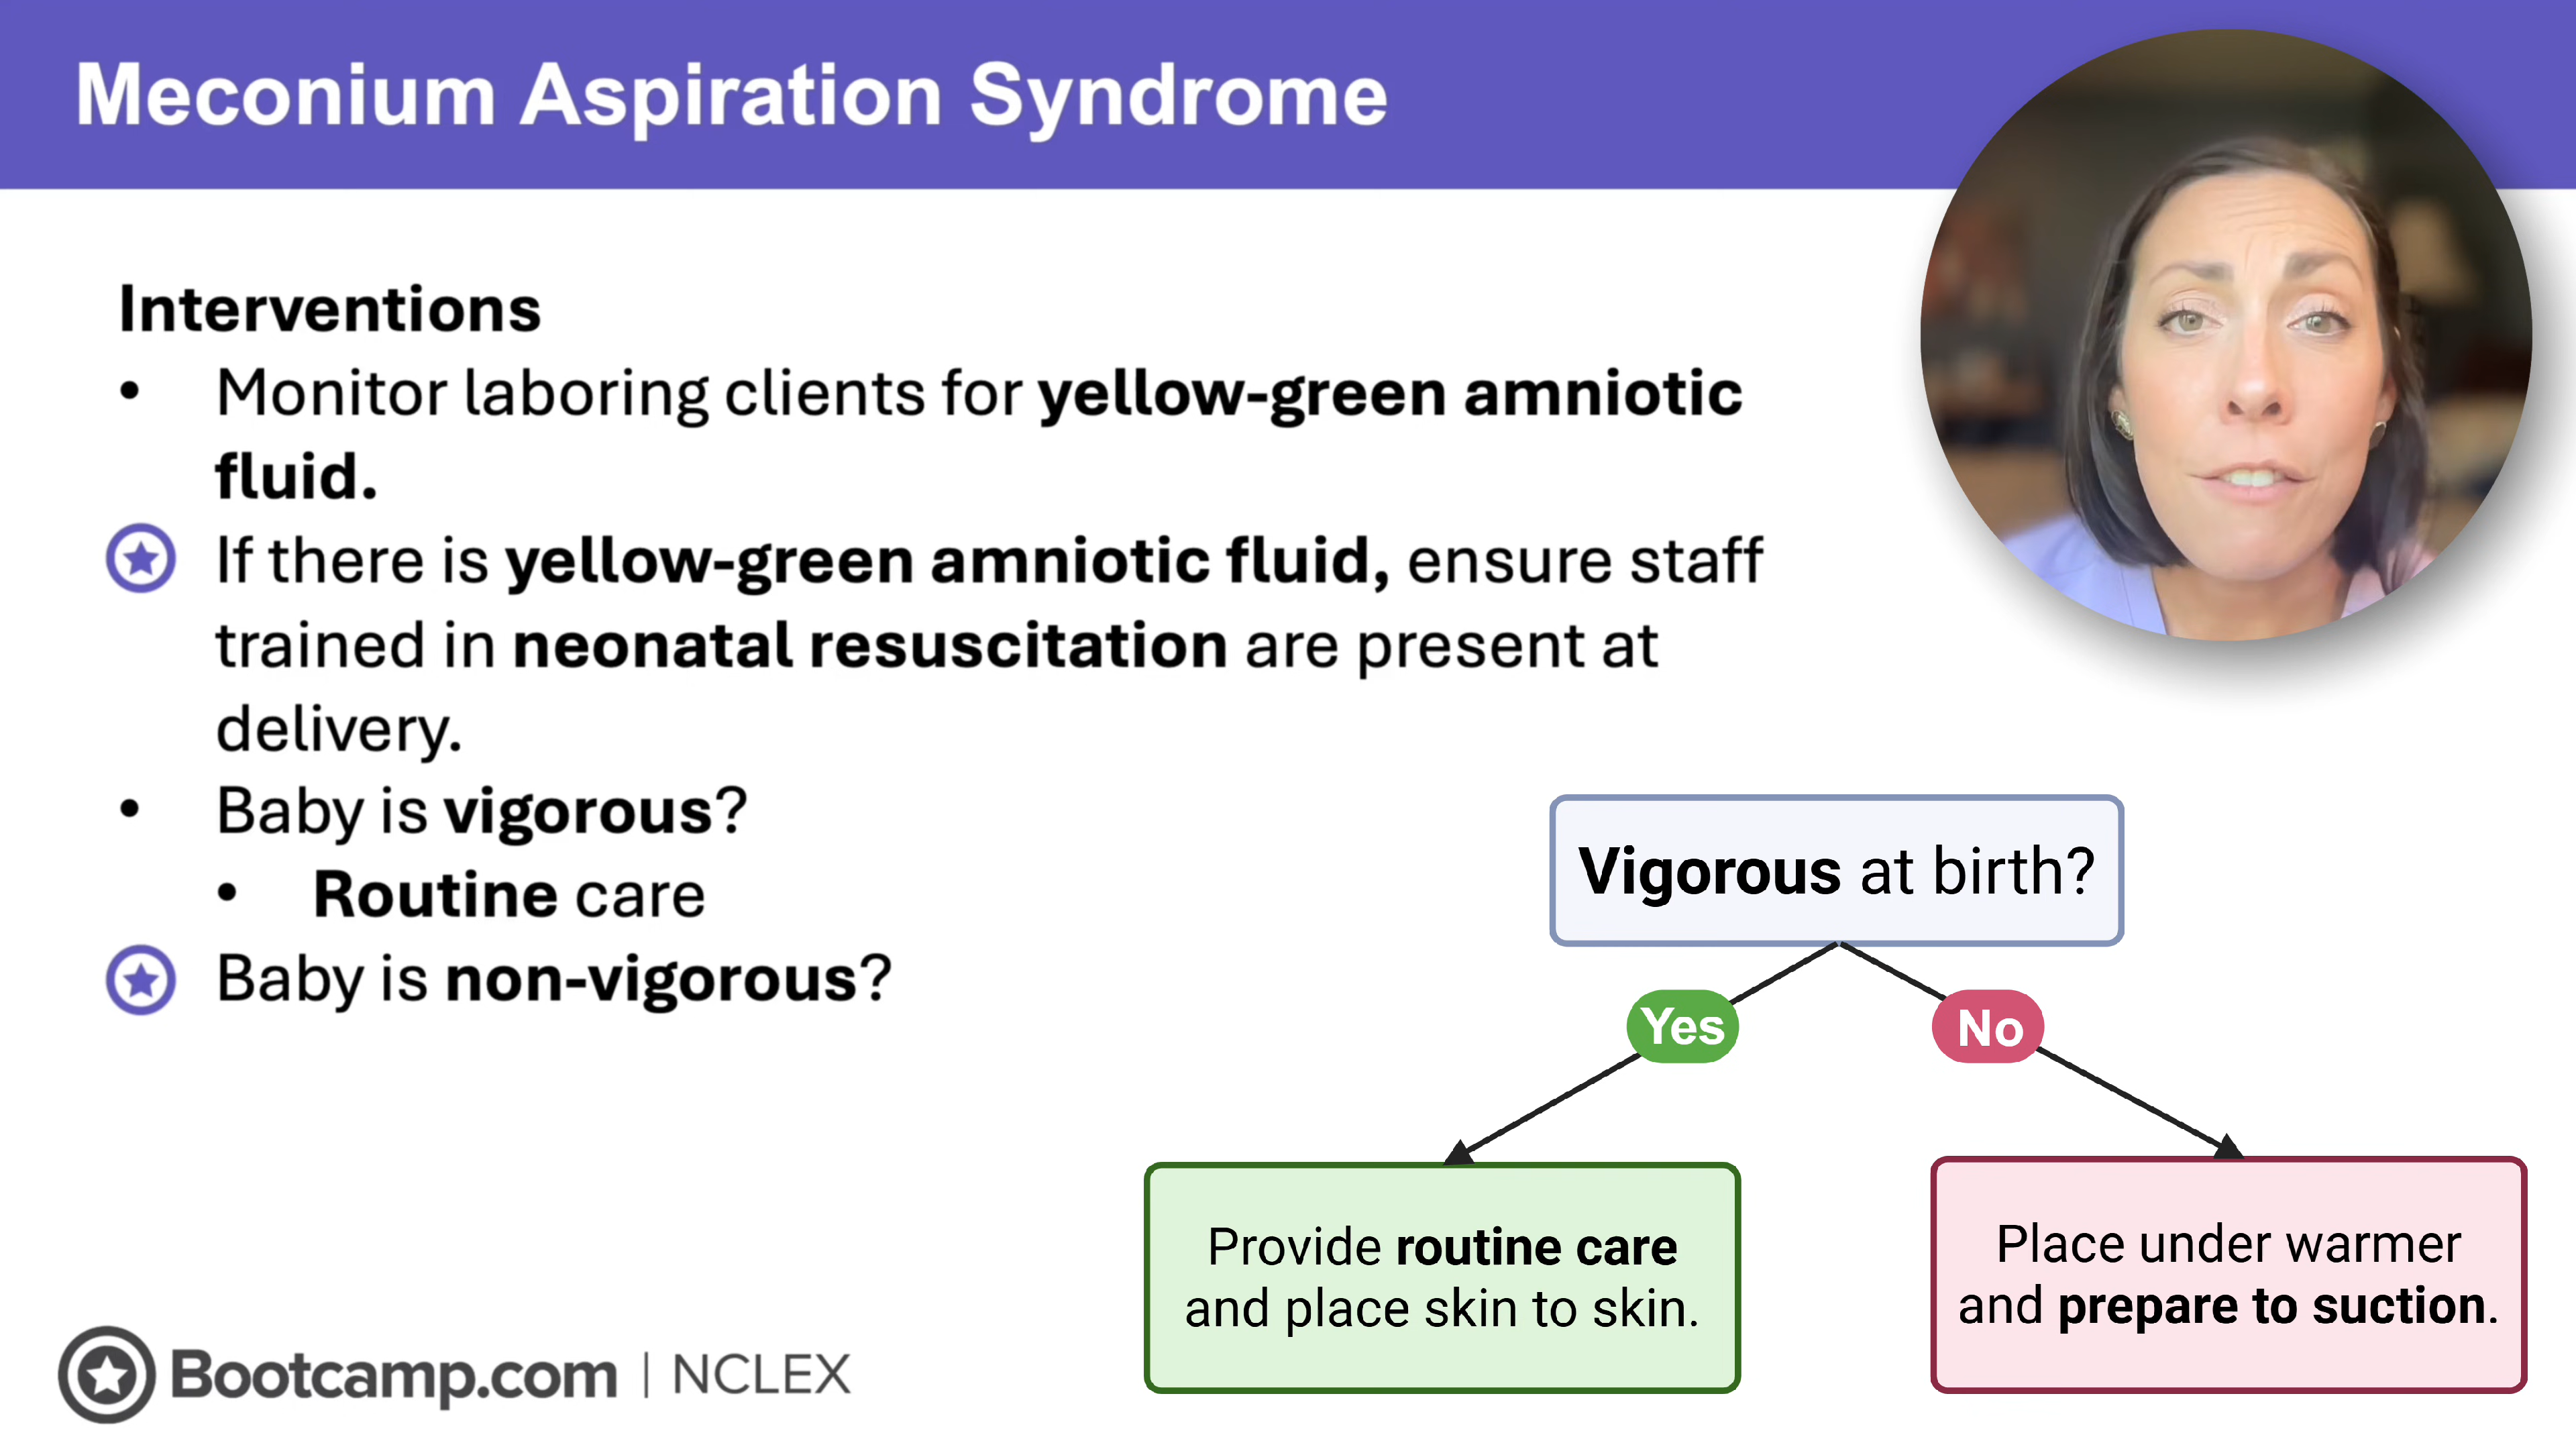 Meconium Aspiration Syndrome
Interventions
• Monitor laboring clients for yellow-green amniotic
fluid.
If there is yellow-green amniotic fluid, ensure staff
trained in neonatal resuscitation are present at
delivery.
• Baby is vigorous?
• Routine care
Baby is non-vigorous?
Vigorous at birth?
Yes
No
Provide routine care
and place skin to skin.
Place under warmer
and prepare to suction.
Bootcamp.com | NCLEX